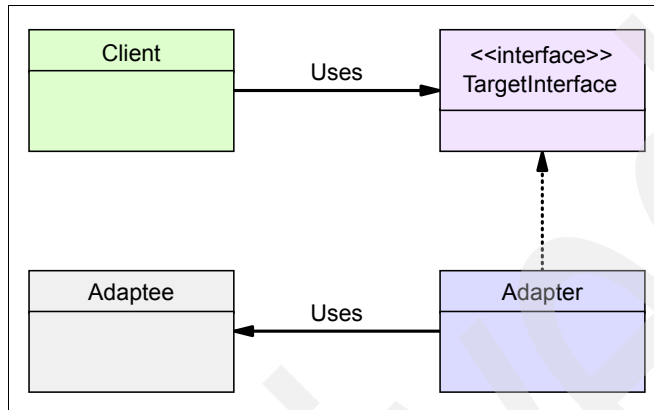 Client
Uses
<<interface>>
TargetInterface
Adaptee
Uses
Adapter